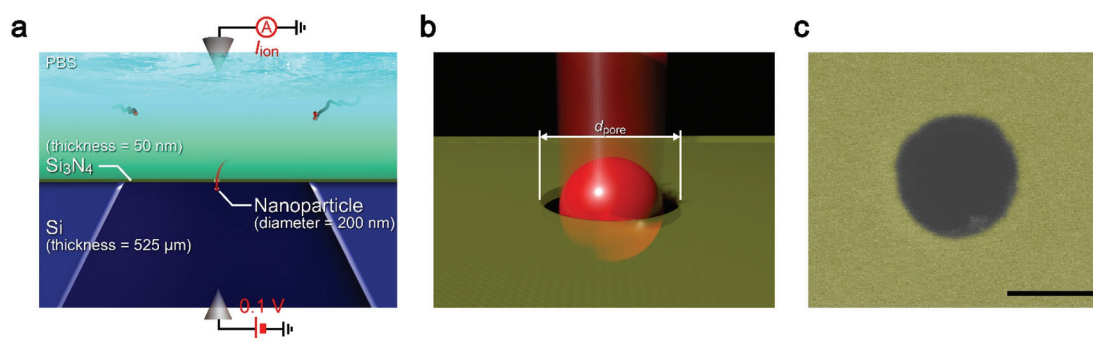 a
b
c
A
I_ion
PBS
(thickness = 50 nm)
Si₃N₄
Nanoparticle
(diameter = 200 nm)
Si
(thickness = 525 µm)
0.1 V
d_pore